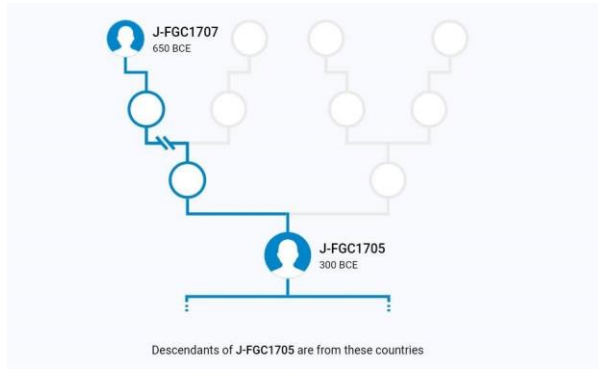 J-FGC1707
650 BCE
J-FGC1705
300 BCE
Descendants of J-FGC1705 are from these countries